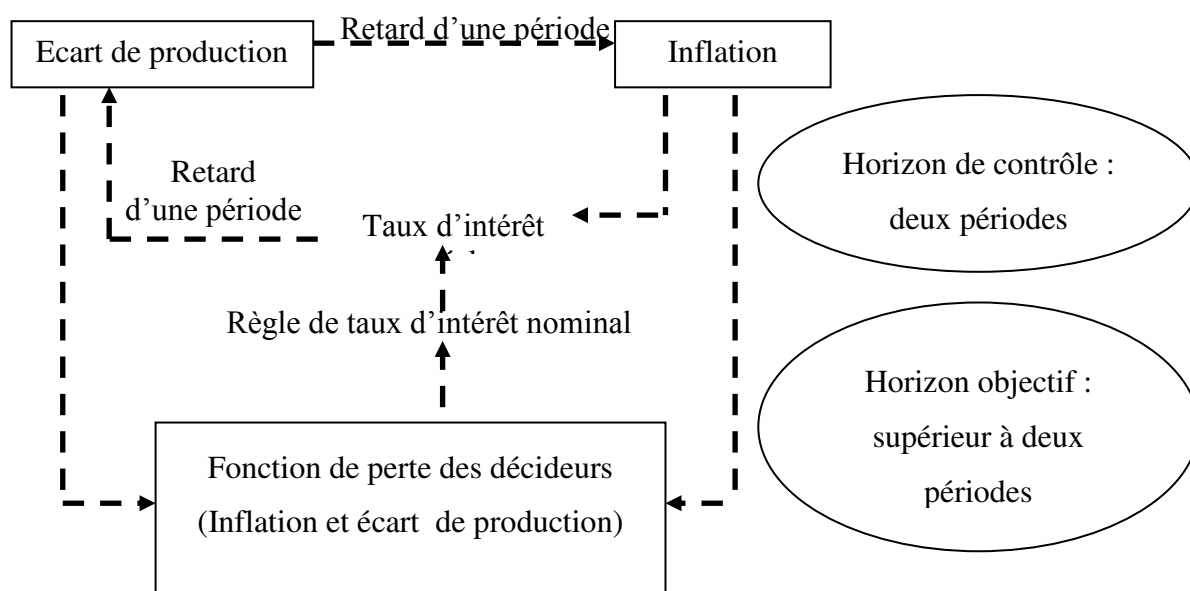 Retard d’une période
Ecart de production
Inflation
Retard
d’une période
Taux d’intérêt
Horizon de contrôle :
deux périodes
Règle de taux d’intérêt nominal
Horizon objectif :
supérieur à deux
périodes
Fonction de perte des décideurs
(Inflation et écart de production)